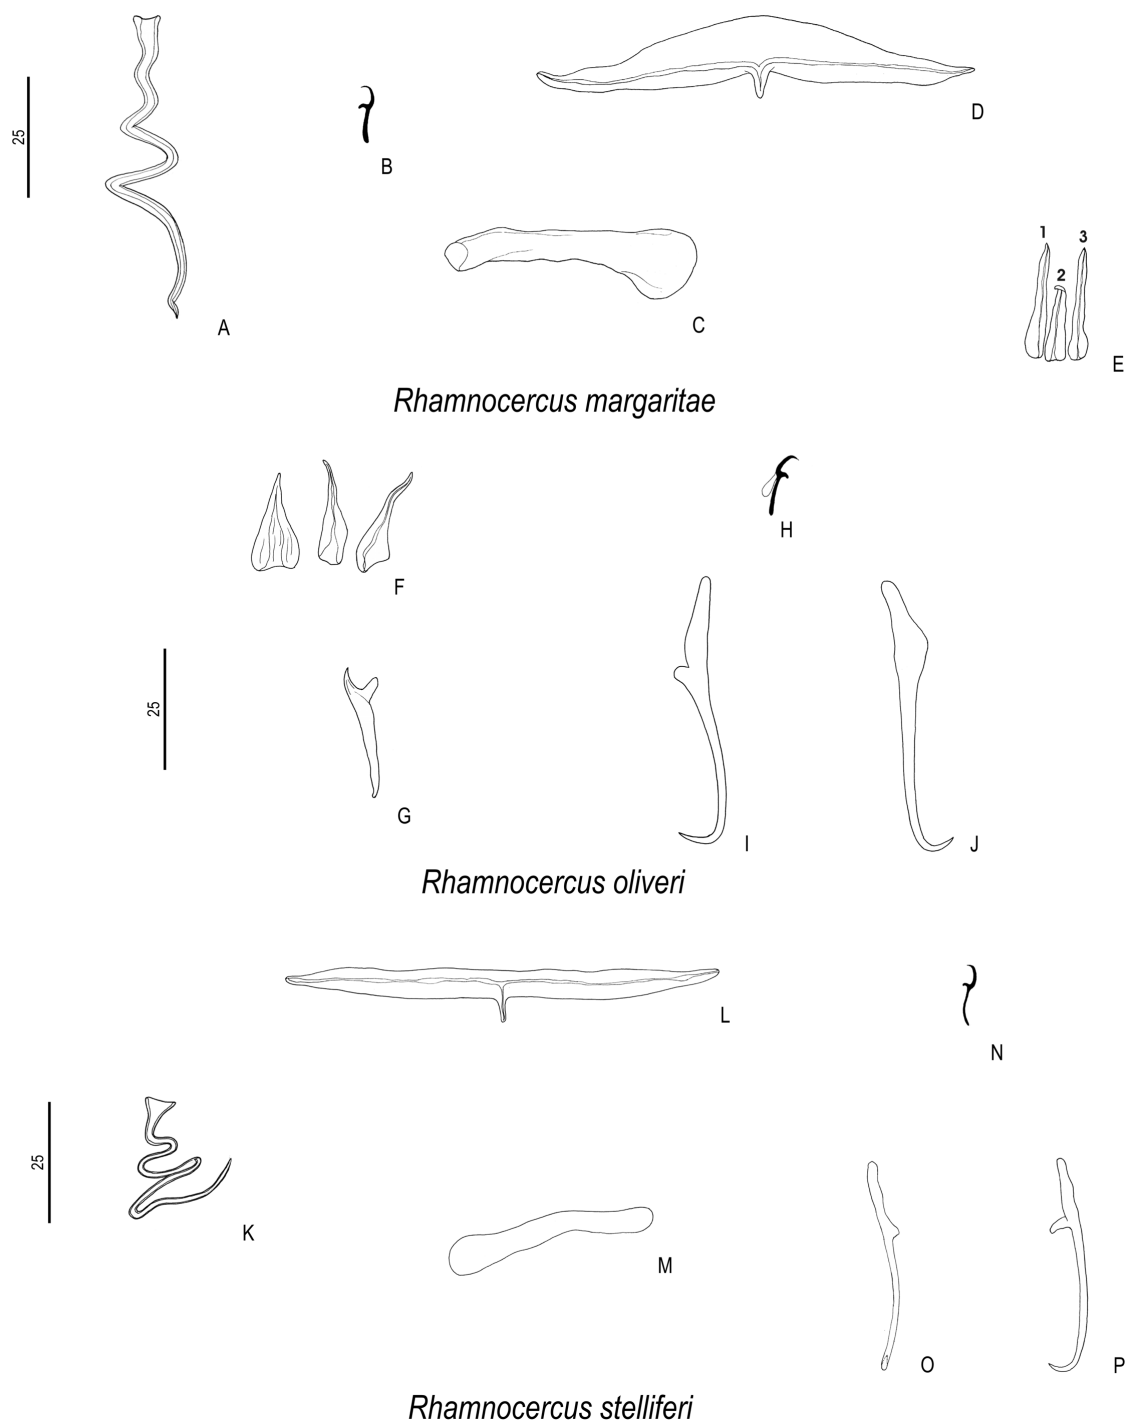 25
A
B
D
C
1
2
3
E
Rhamnocercus margaritae
F
H
25
G
I
J
Rhamnocercus oliveri
L
N
25
K
M
O
P
Rhamnocercus stelliferi